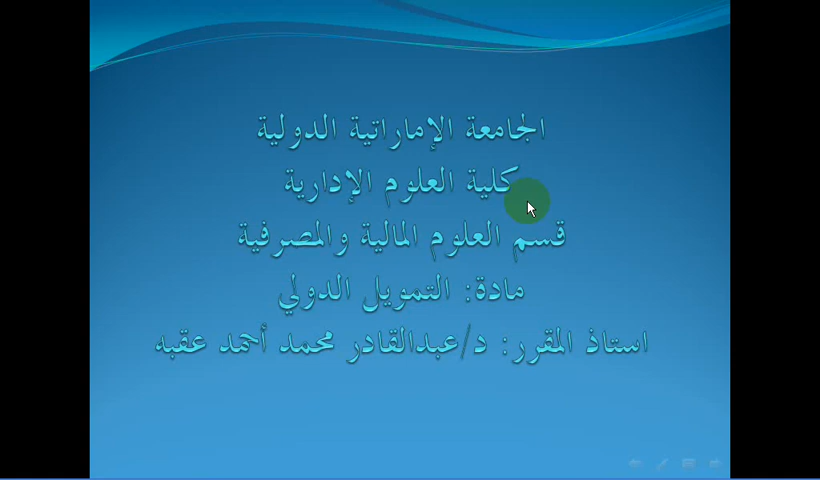 الجامعة الإماراتية الدولية
كلية العلوم الإدارية
قسم العلوم المالية والمصرفية
مادة: التمويل الدولي
استاذ المقرر: د/عبدالقادر محمد أحمد عقبه